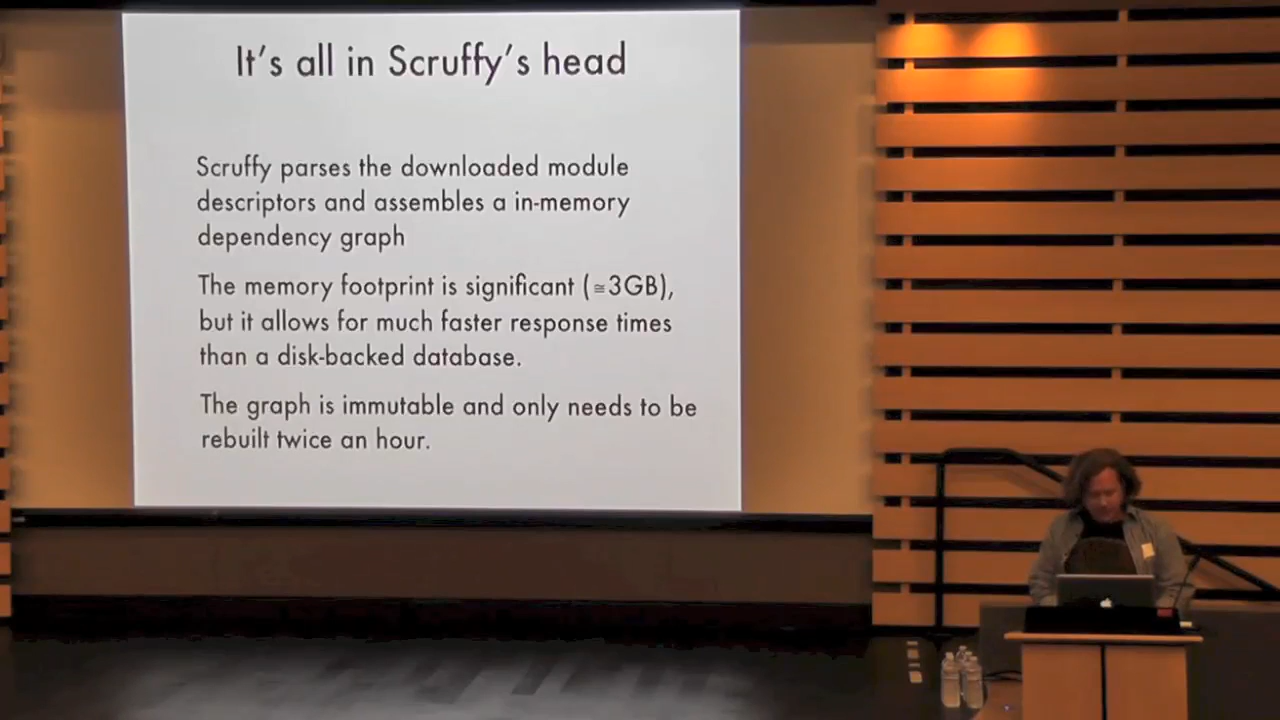 It's all in Scruffy's head
Scruffy parses the downloaded module
descriptors and assembles a in-memory
dependency graph
The memory footprint is significant (≅3GB),
but it allows for much faster response times
than a disk-backed database.
The graph is immutable and only needs to be
rebuilt twice an hour.